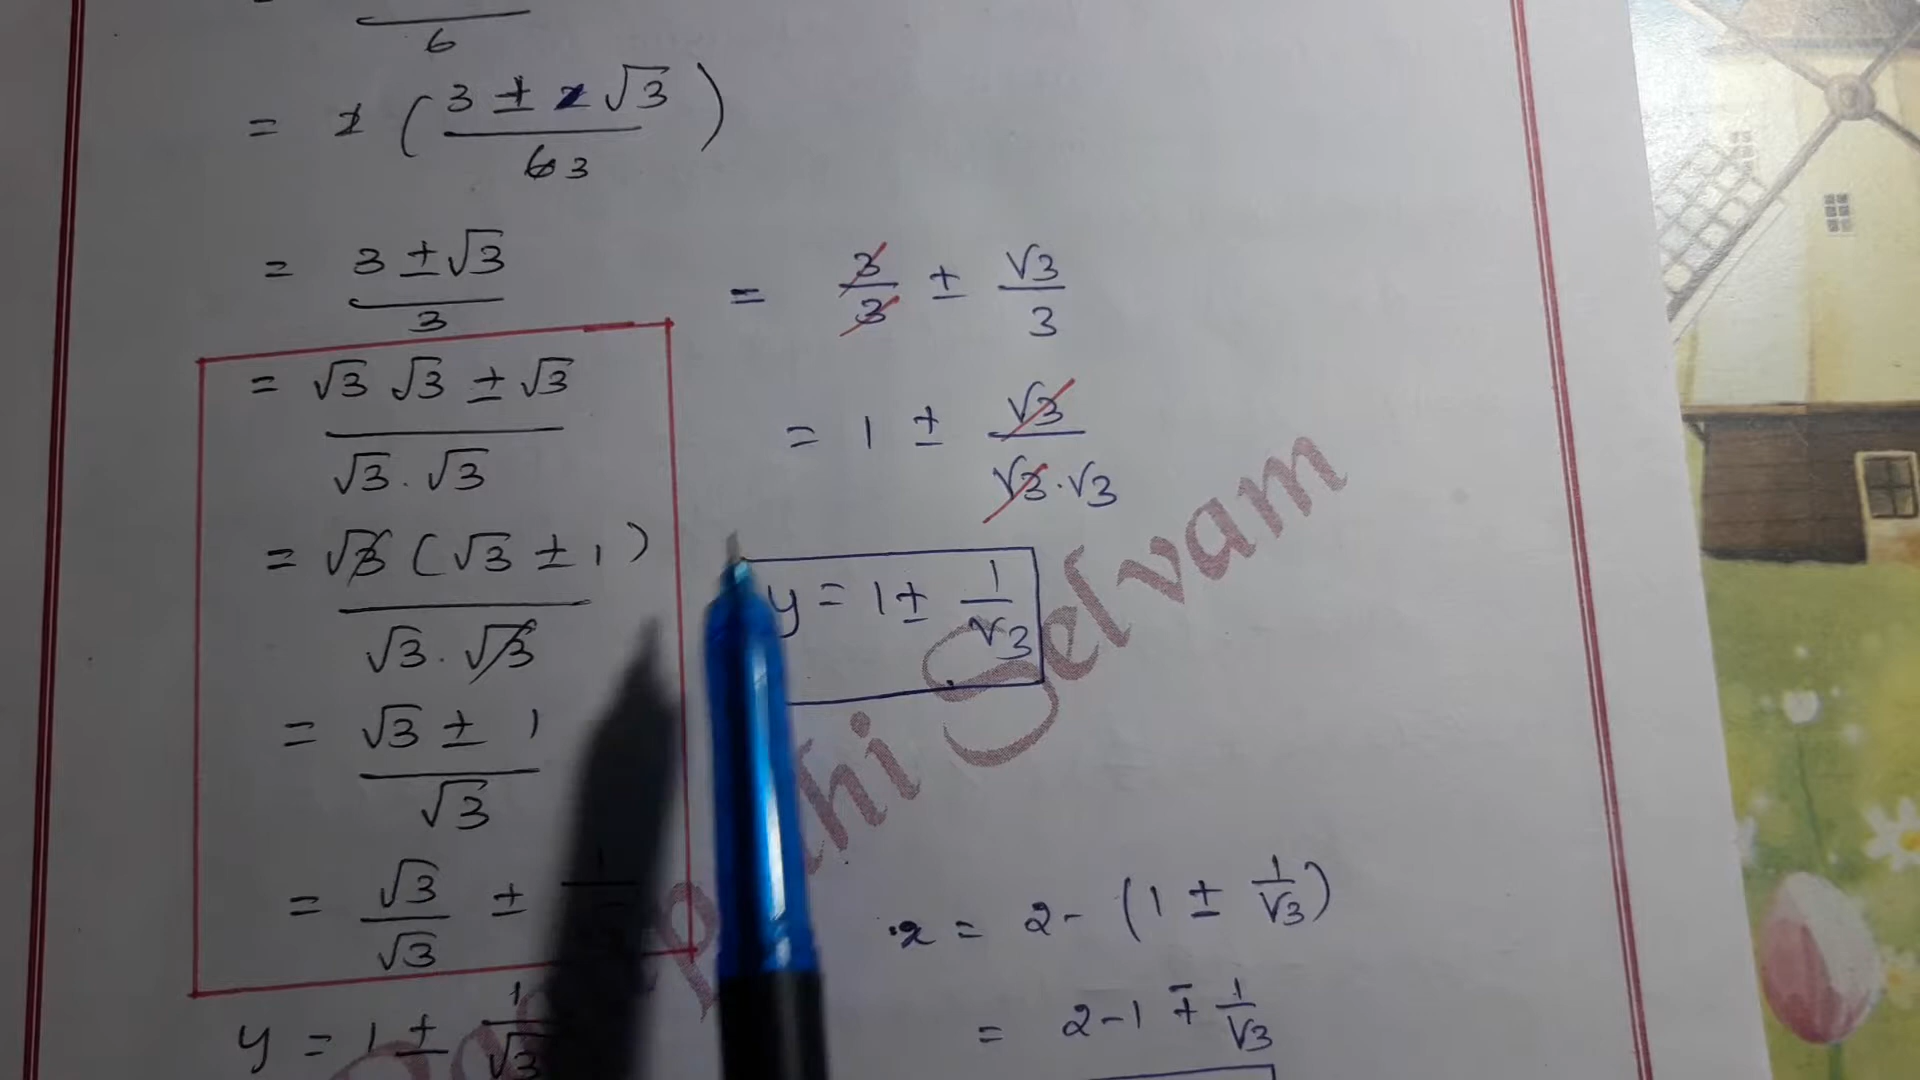 6
= 2 ( 3 ± 2 √3 / 6 3 )
= 3 ± √3 / 3
= √3 √3 ± √3 / √3 . √3
= √3 ( √3 ± 1 ) / √3 . √3
= √3 ± 1 / √3
= √3 / √3 ± 1
y = 1 ± 1 / √3
= 3 / 3 ± √3 / 3
= 1 ± √3 / √3 . √3
y = 1 ± 1 / √3
x = 2 - ( 1 ± 1 / √3 )
= 2 - 1 ∓ 1 / √3
Selvam